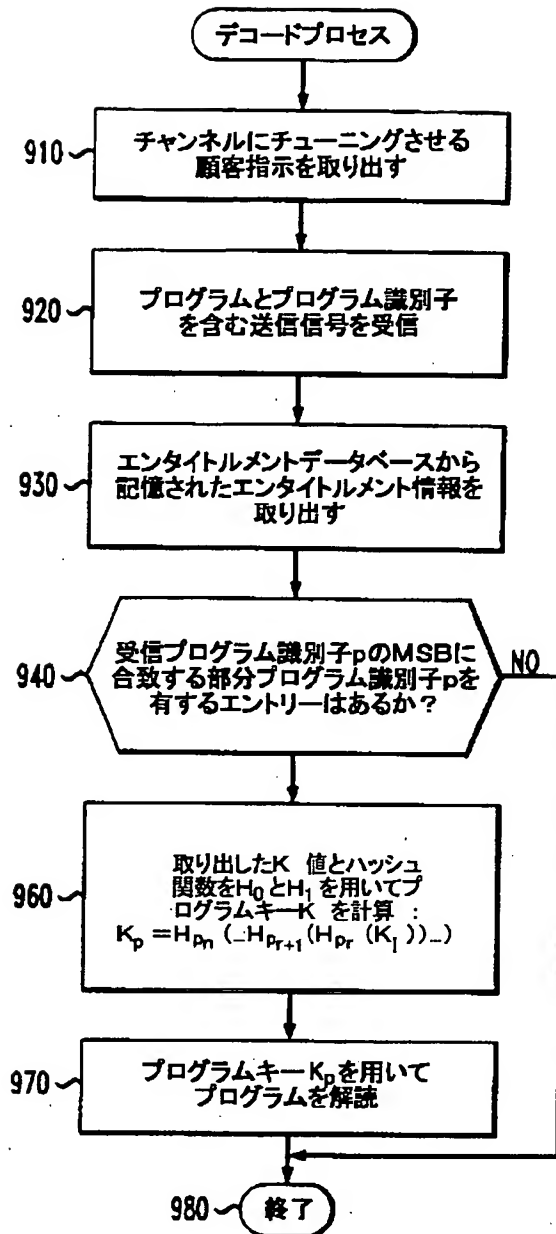 デコードプロセス
910
チャンネルにチューニングさせる
顧客指示を取り出す
920
プログラムとプログラム識別子
を含む送信信号を受信
930
エンタイトルメントデータベースから
記憶されたエンタイトルメント情報を
取り出す
940
受信プログラム識別子pのMSBに
合致する部分プログラム識別子pを
有するエントリーはあるか？
NO
960
取り出したK 値とハッシュ
関数をH₀とH₁を用いてプ
ログラムキーK を計算 :
Kp = Hpn (...Hpr+1 (Hpr (KI))...)
970
プログラムキーKpを用いて
プログラムを解読
980
終了